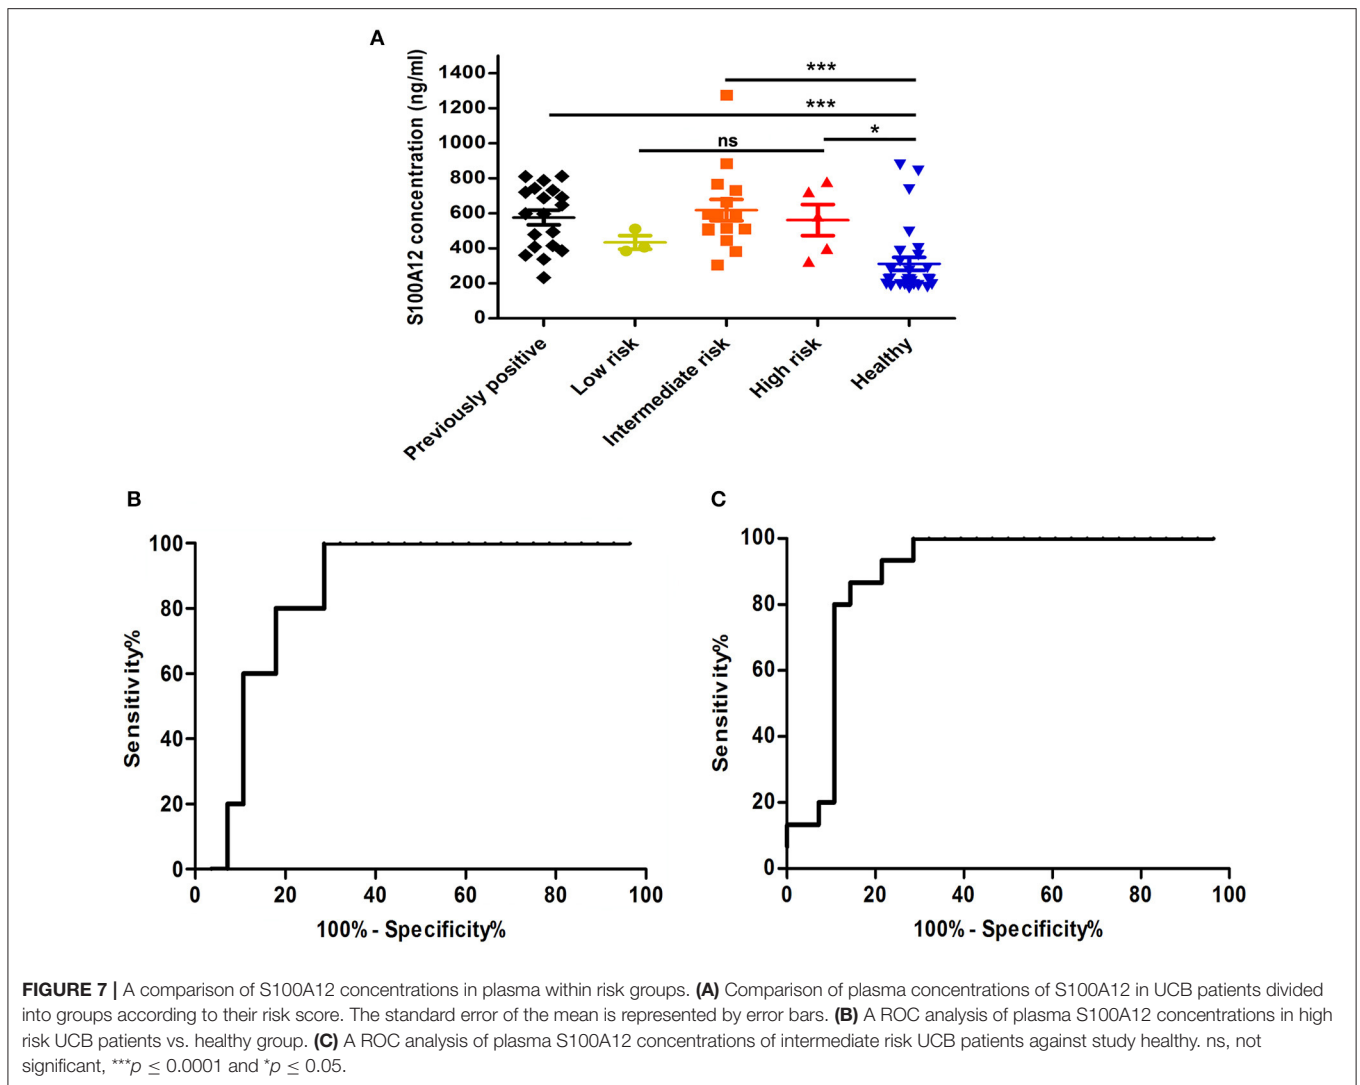 A
S100A12 concentration (ng/ml)
1400
1200
1000
800
600
400
200
0
***
***
*
ns
Previously positive
Low risk
Intermediate risk
High risk
Healthy
B
Sensitivity%
100
80
60
40
20
0
0 20 40 60 80 100
100% - Specificity%
C
Sensitivity%
100
80
60
40
20
0
0 20 40 60 80 100
100% - Specificity%
FIGURE 7 | A comparison of S100A12 concentrations in plasma within risk groups. (A) Comparison of plasma concentrations of S100A12 in UCB patients divided
into groups according to their risk score. The standard error of the mean is represented by error bars. (B) A ROC analysis of plasma S100A12 concentrations in high
risk UCB patients vs. healthy group. (C) A ROC analysis of plasma S100A12 concentrations of intermediate risk UCB patients against study healthy. ns, not
significant, ***p ≤ 0.0001 and *p ≤ 0.05.